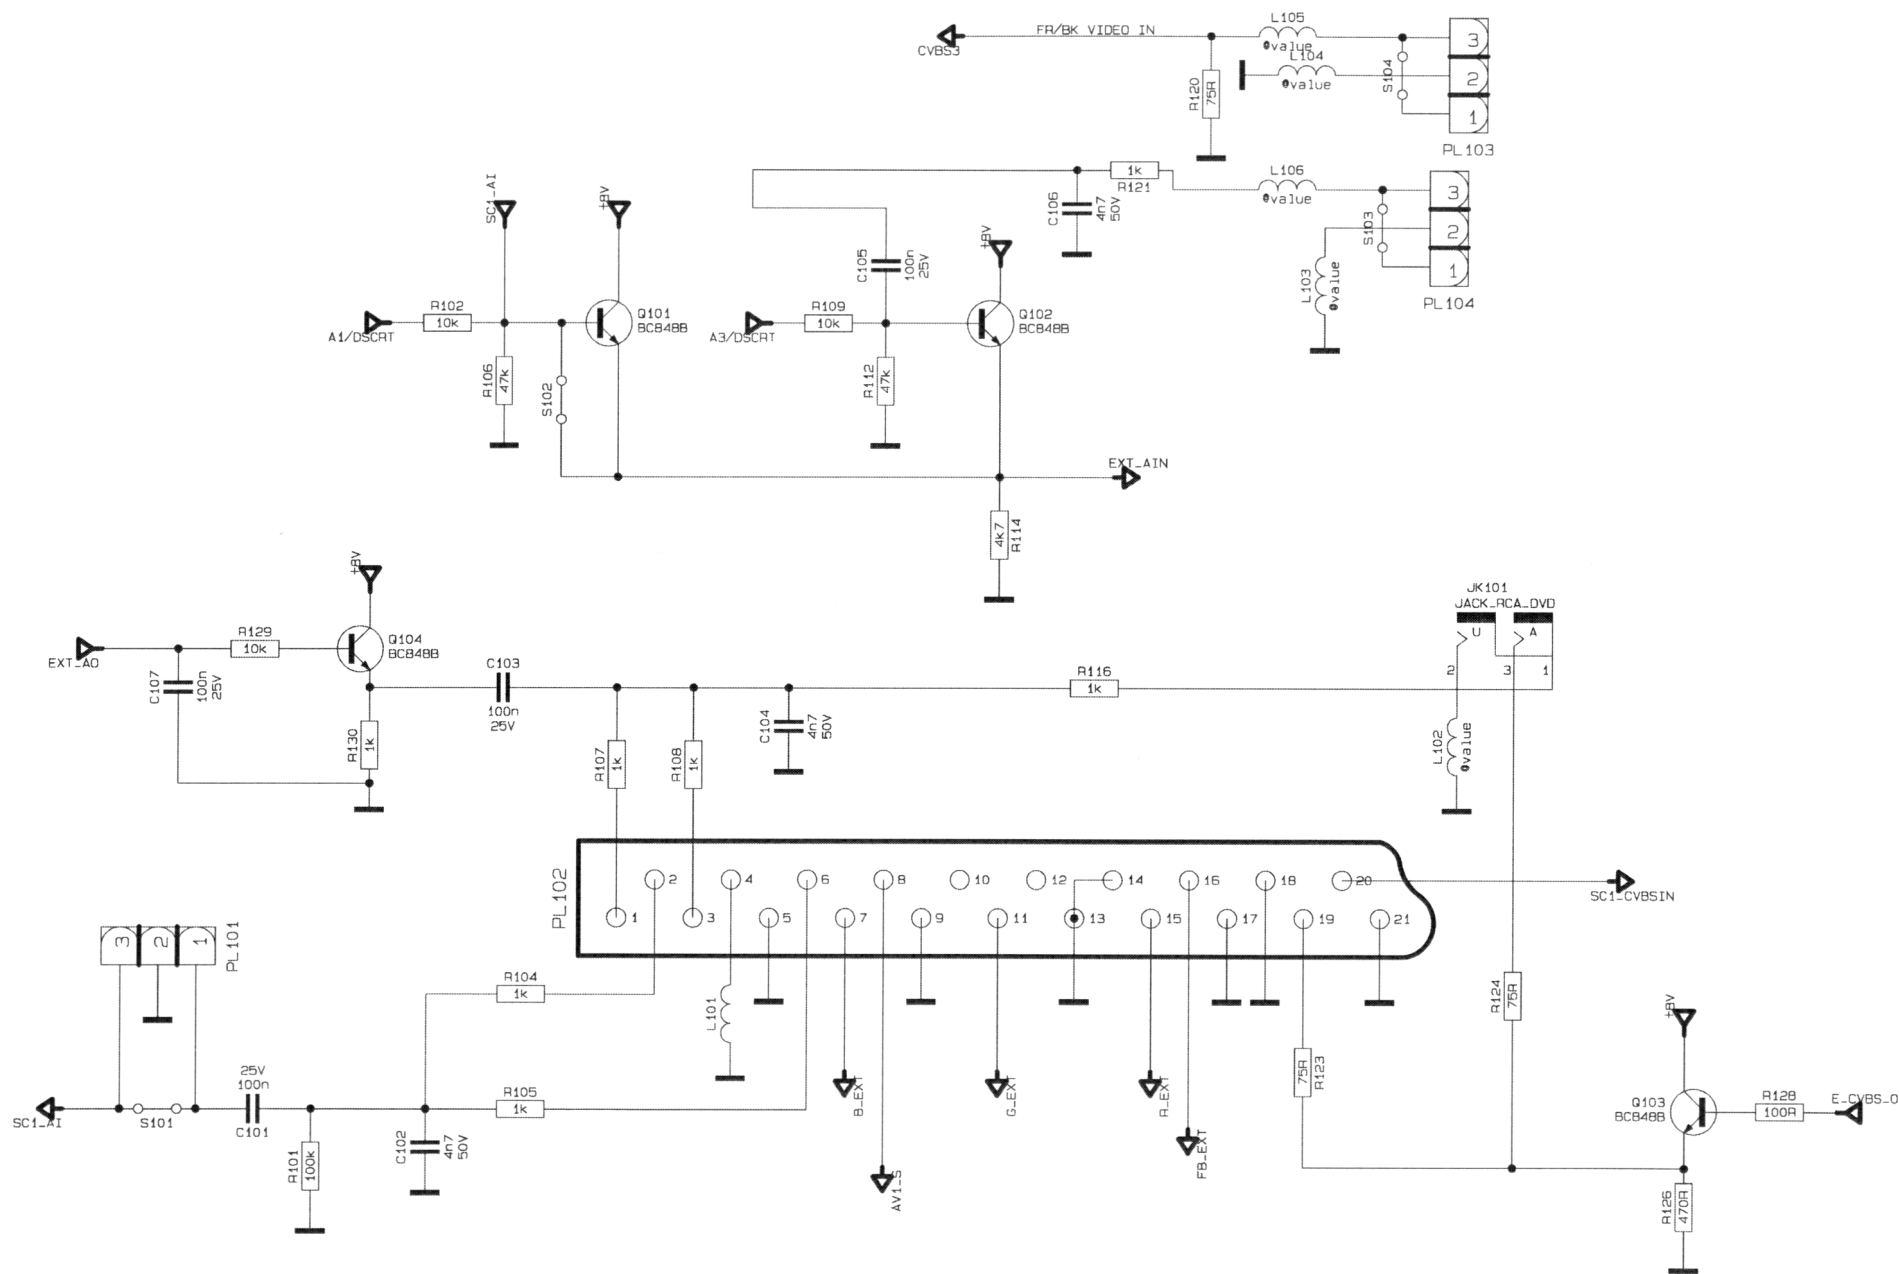 L105
FR/BK VIDEO IN
CVBS3
@value
L104
@value
R120
75R
S104
3
2
1
PL103
SC1_AI
+8V
1k
R121
C106
4n7
50V
L106
@value
S103
3
2
1
PL104
L103
@value
+8V
C105
100n
25V
R102
10k
A1/DSCRT
Q101
BC848B
R109
10k
A3/DSCRT
Q102
BC848B
R106
47k
S102
R112
47k
EXT_AIN
4k7
R114
+8V
JK101
JACK_RCA_DVD
U
A
2
3
1
EXT_AO
R129
10k
Q104
BC848B
C107
100n
25V
C103
100n
25V
R116
1k
R130
1k
R107
1k
R108
1k
C104
4n7
50V
L102
@value
PL102
2
4
6
8
10
12
14
16
18
20
SC1_CVBSIN
1
3
5
7
9
11
13
15
17
19
21
3
2
1
PL101
R104
1k
L101
R124
75R
+8V
75R
R123
25V
100n
C101
SC1_AI
S101
R105
1k
B_EXT
G_EXT
R_EXT
Q103
BC848B
R128
100R
E_CVBS_O
R101
100k
C102
4n7
50V
FB_EXT
AV1_S
R126
470R